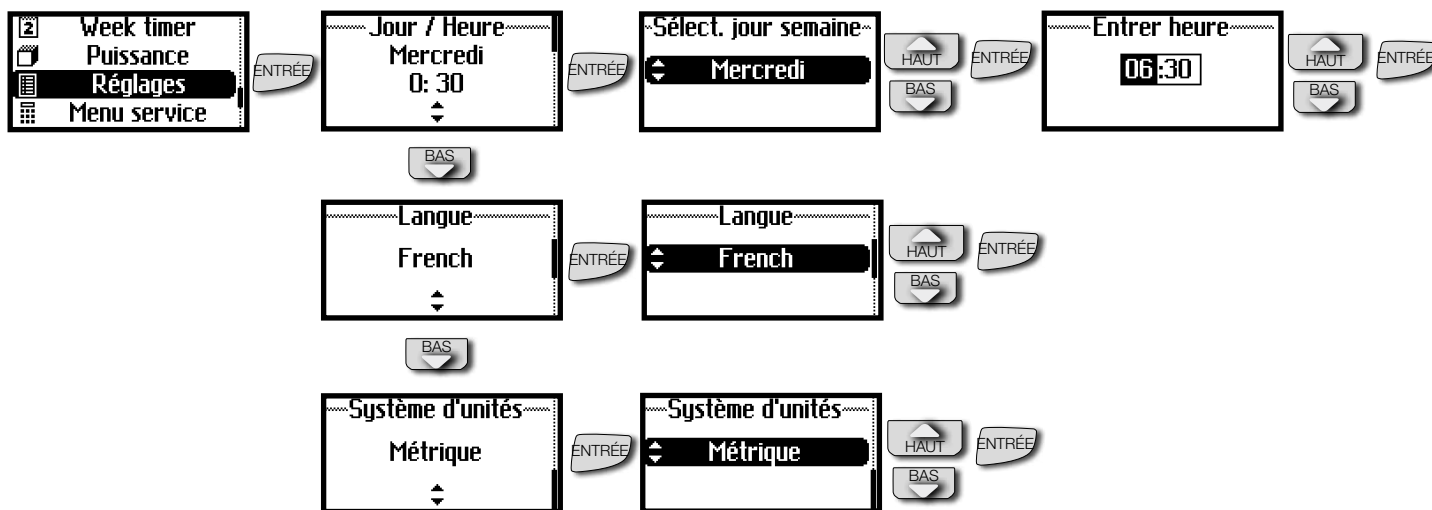 2 Week timer
Puissance
Réglages
Menu service
ENTRÉE
Jour / Heure
Mercredi
0: 30
ENTRÉE
Sélect. jour semaine
Mercredi
HAUT
BAS
ENTRÉE
Entrer heure
06:30
HAUT
BAS
ENTRÉE
BAS
Langue
French
ENTRÉE
Langue
French
HAUT
BAS
ENTRÉE
BAS
Système d'unités
Métrique
ENTRÉE
Système d'unités
Métrique
HAUT
BAS
ENTRÉE